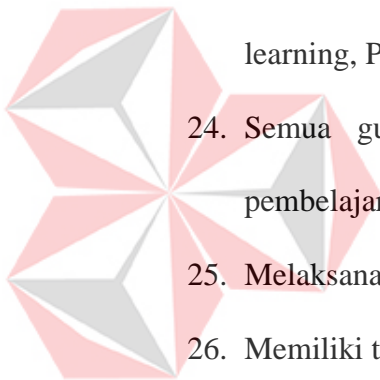 learning, P
24. Semua gu
pembelajar
25. Melaksana
26. Memiliki t